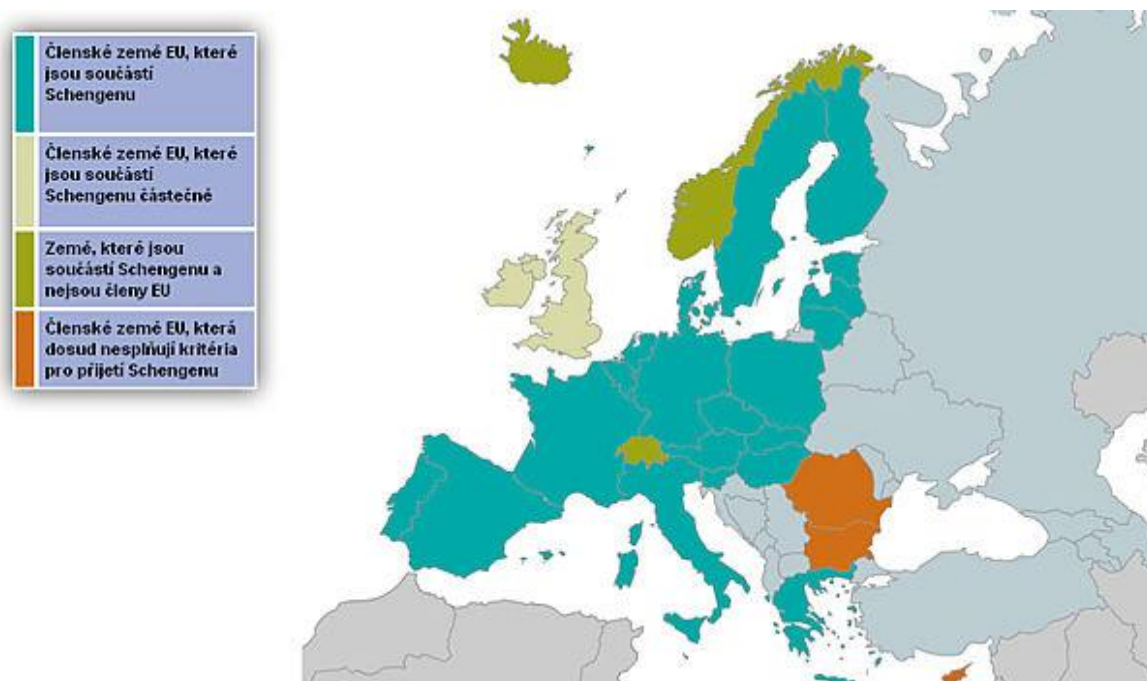 Členské země EU, které
jsou součástí
Schengenu
Členské země EU, které
jsou součástí
Schengenu částečné
Země, které jsou
součástí Schengenu a
nejsou členy EU
Členské země EU, která
dosud nesplňují kritéria
pro přijetí Schengenu